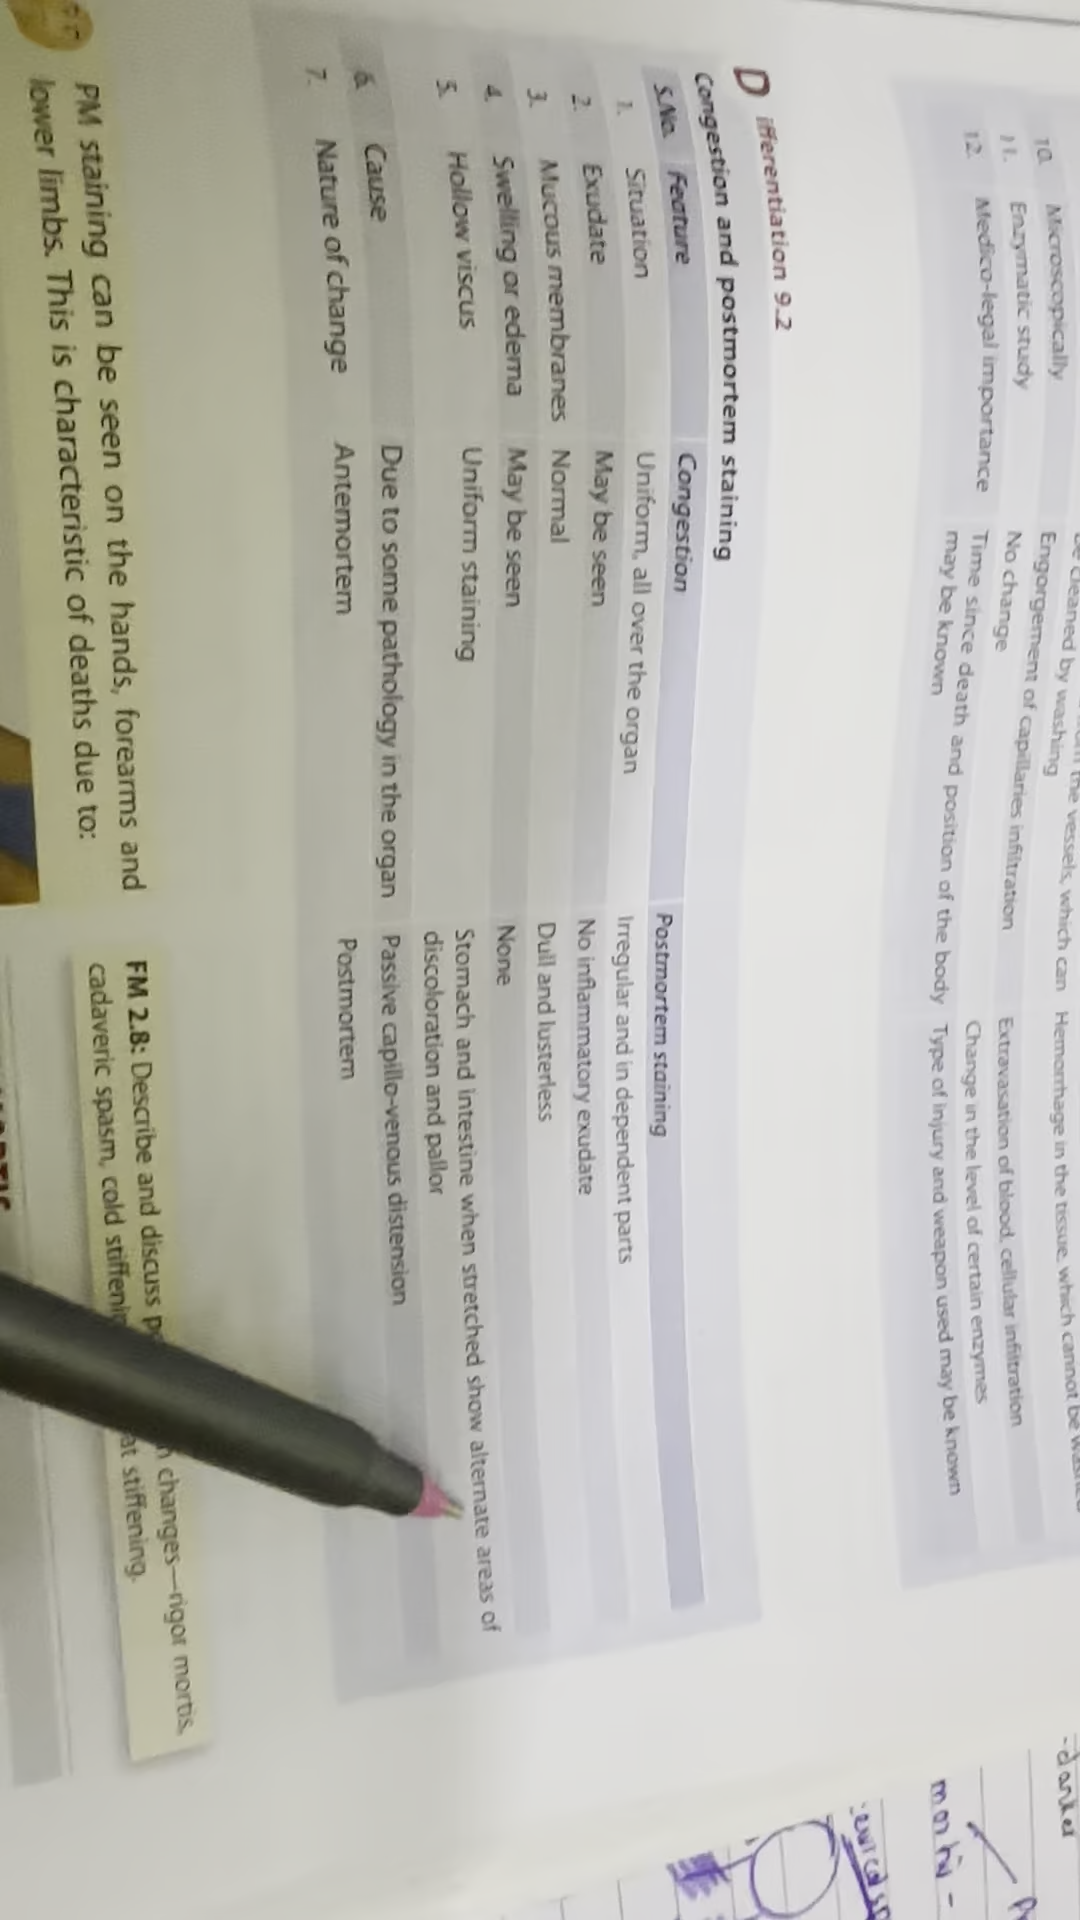 be cleaned by washing
10. Microscopically Engorgement of capillaries Hemorrhage in the tissue, which cannot be
11. Enzymatic study No change infiltration Extravasation of blood, cellular infiltration
12. Medico-legal importance Time since death and position of the body Change in the level of certain enzymes
may be known Type of injury and weapon used may be known
Differentiation 9.2
Congestion and postmortem staining
S.No. Feature Congestion Postmortem staining
1. Situation Uniform, all over the organ Irregular and in dependent parts
2. Exudate May be seen No inflammatory exudate
3. Mucous membranes Normal Dull and lusterless
4. Swelling or edema May be seen None
5. Hollow viscus Uniform staining Stomach and intestine when stretched show alternate areas of
discoloration and pallor
6. Cause Due to some pathology in the organ Passive capillo-venous distension
7. Nature of change Antemortem Postmortem
PM staining can be seen on the hands, forearms and
lower limbs. This is characteristic of deaths due to:
FM 2.8: Describe and discuss changes—rigor mortis,
cadaveric spasm, cold stiffening.